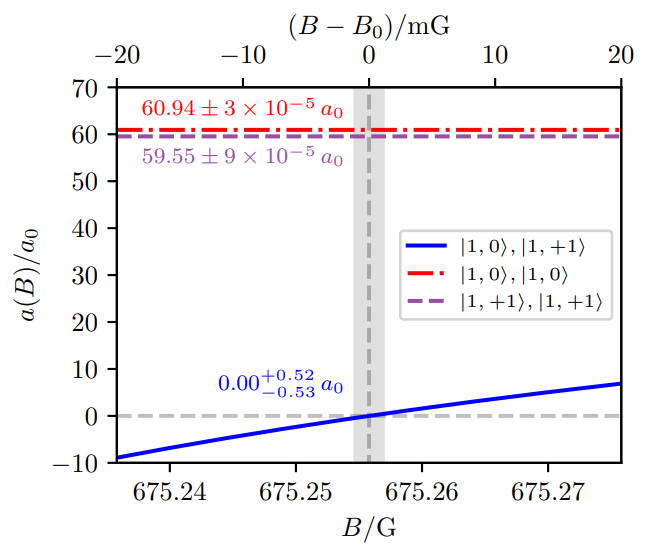 (B − B₀)/mG
−20 −10 0 10 20
70
60.94 ± 3 × 10⁻⁵ a₀
60
59.55 ± 9 × 10⁻⁵ a₀
50
40
|1, 0⟩, |1, +1⟩
a(B)/a₀
30
|1, 0⟩, |1, 0⟩
|1, +1⟩, |1, +1⟩
20
10
0.00⁺⁰·⁵²₋₀.₅₃ a₀
0
−10
675.24 675.25 675.26 675.27
B/G